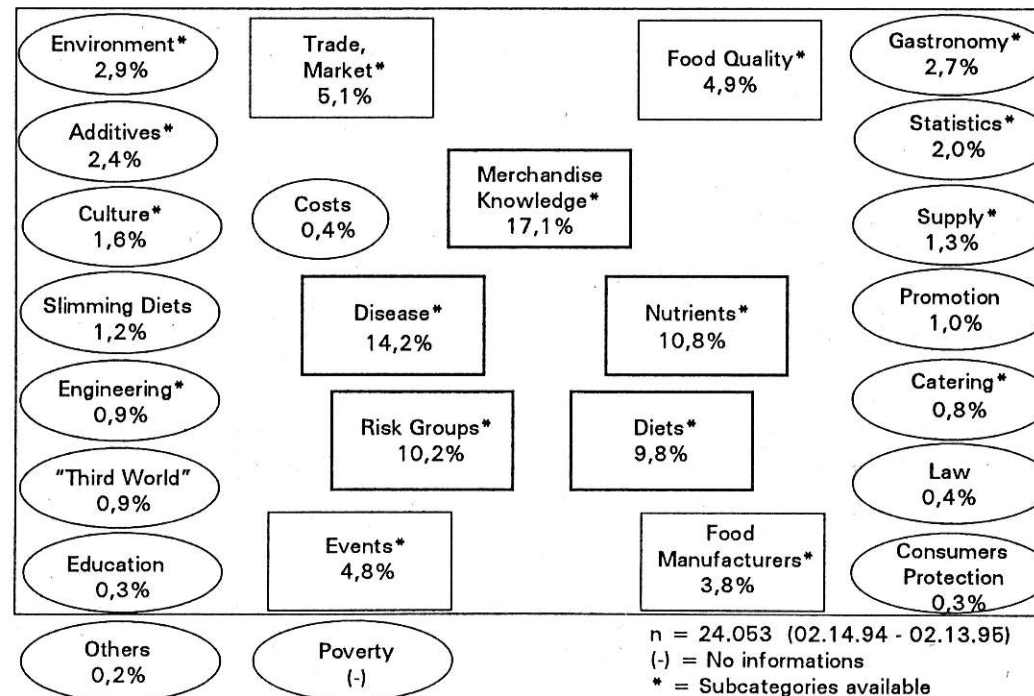 Environment*
2,9%
Trade,
Market*
5,1%
Food Quality*
4,9%
Gastronomy*
2,7%
Additives*
2,4%
Statistics*
2,0%
Merchandise
Knowledge*
17,1%
Culture*
1,6%
Costs
0,4%
Supply*
1,3%
Slimming Diets
1,2%
Disease*
14,2%
Nutrients*
10,8%
Promotion
1,0%
Engineering*
0,9%
Risk Groups*
10,2%
Diets*
9,8%
Catering*
0,8%
"Third World"
0,9%
Law
0,4%
Education
0,3%
Events*
4,8%
Food
Manufacturers*
3,8%
Consumers
Protection
0,3%
Others
0,2%
Poverty
(-)
n = 24.053 (02.14.94 - 02.13.95)
(-) = No informations
* = Subcategories available